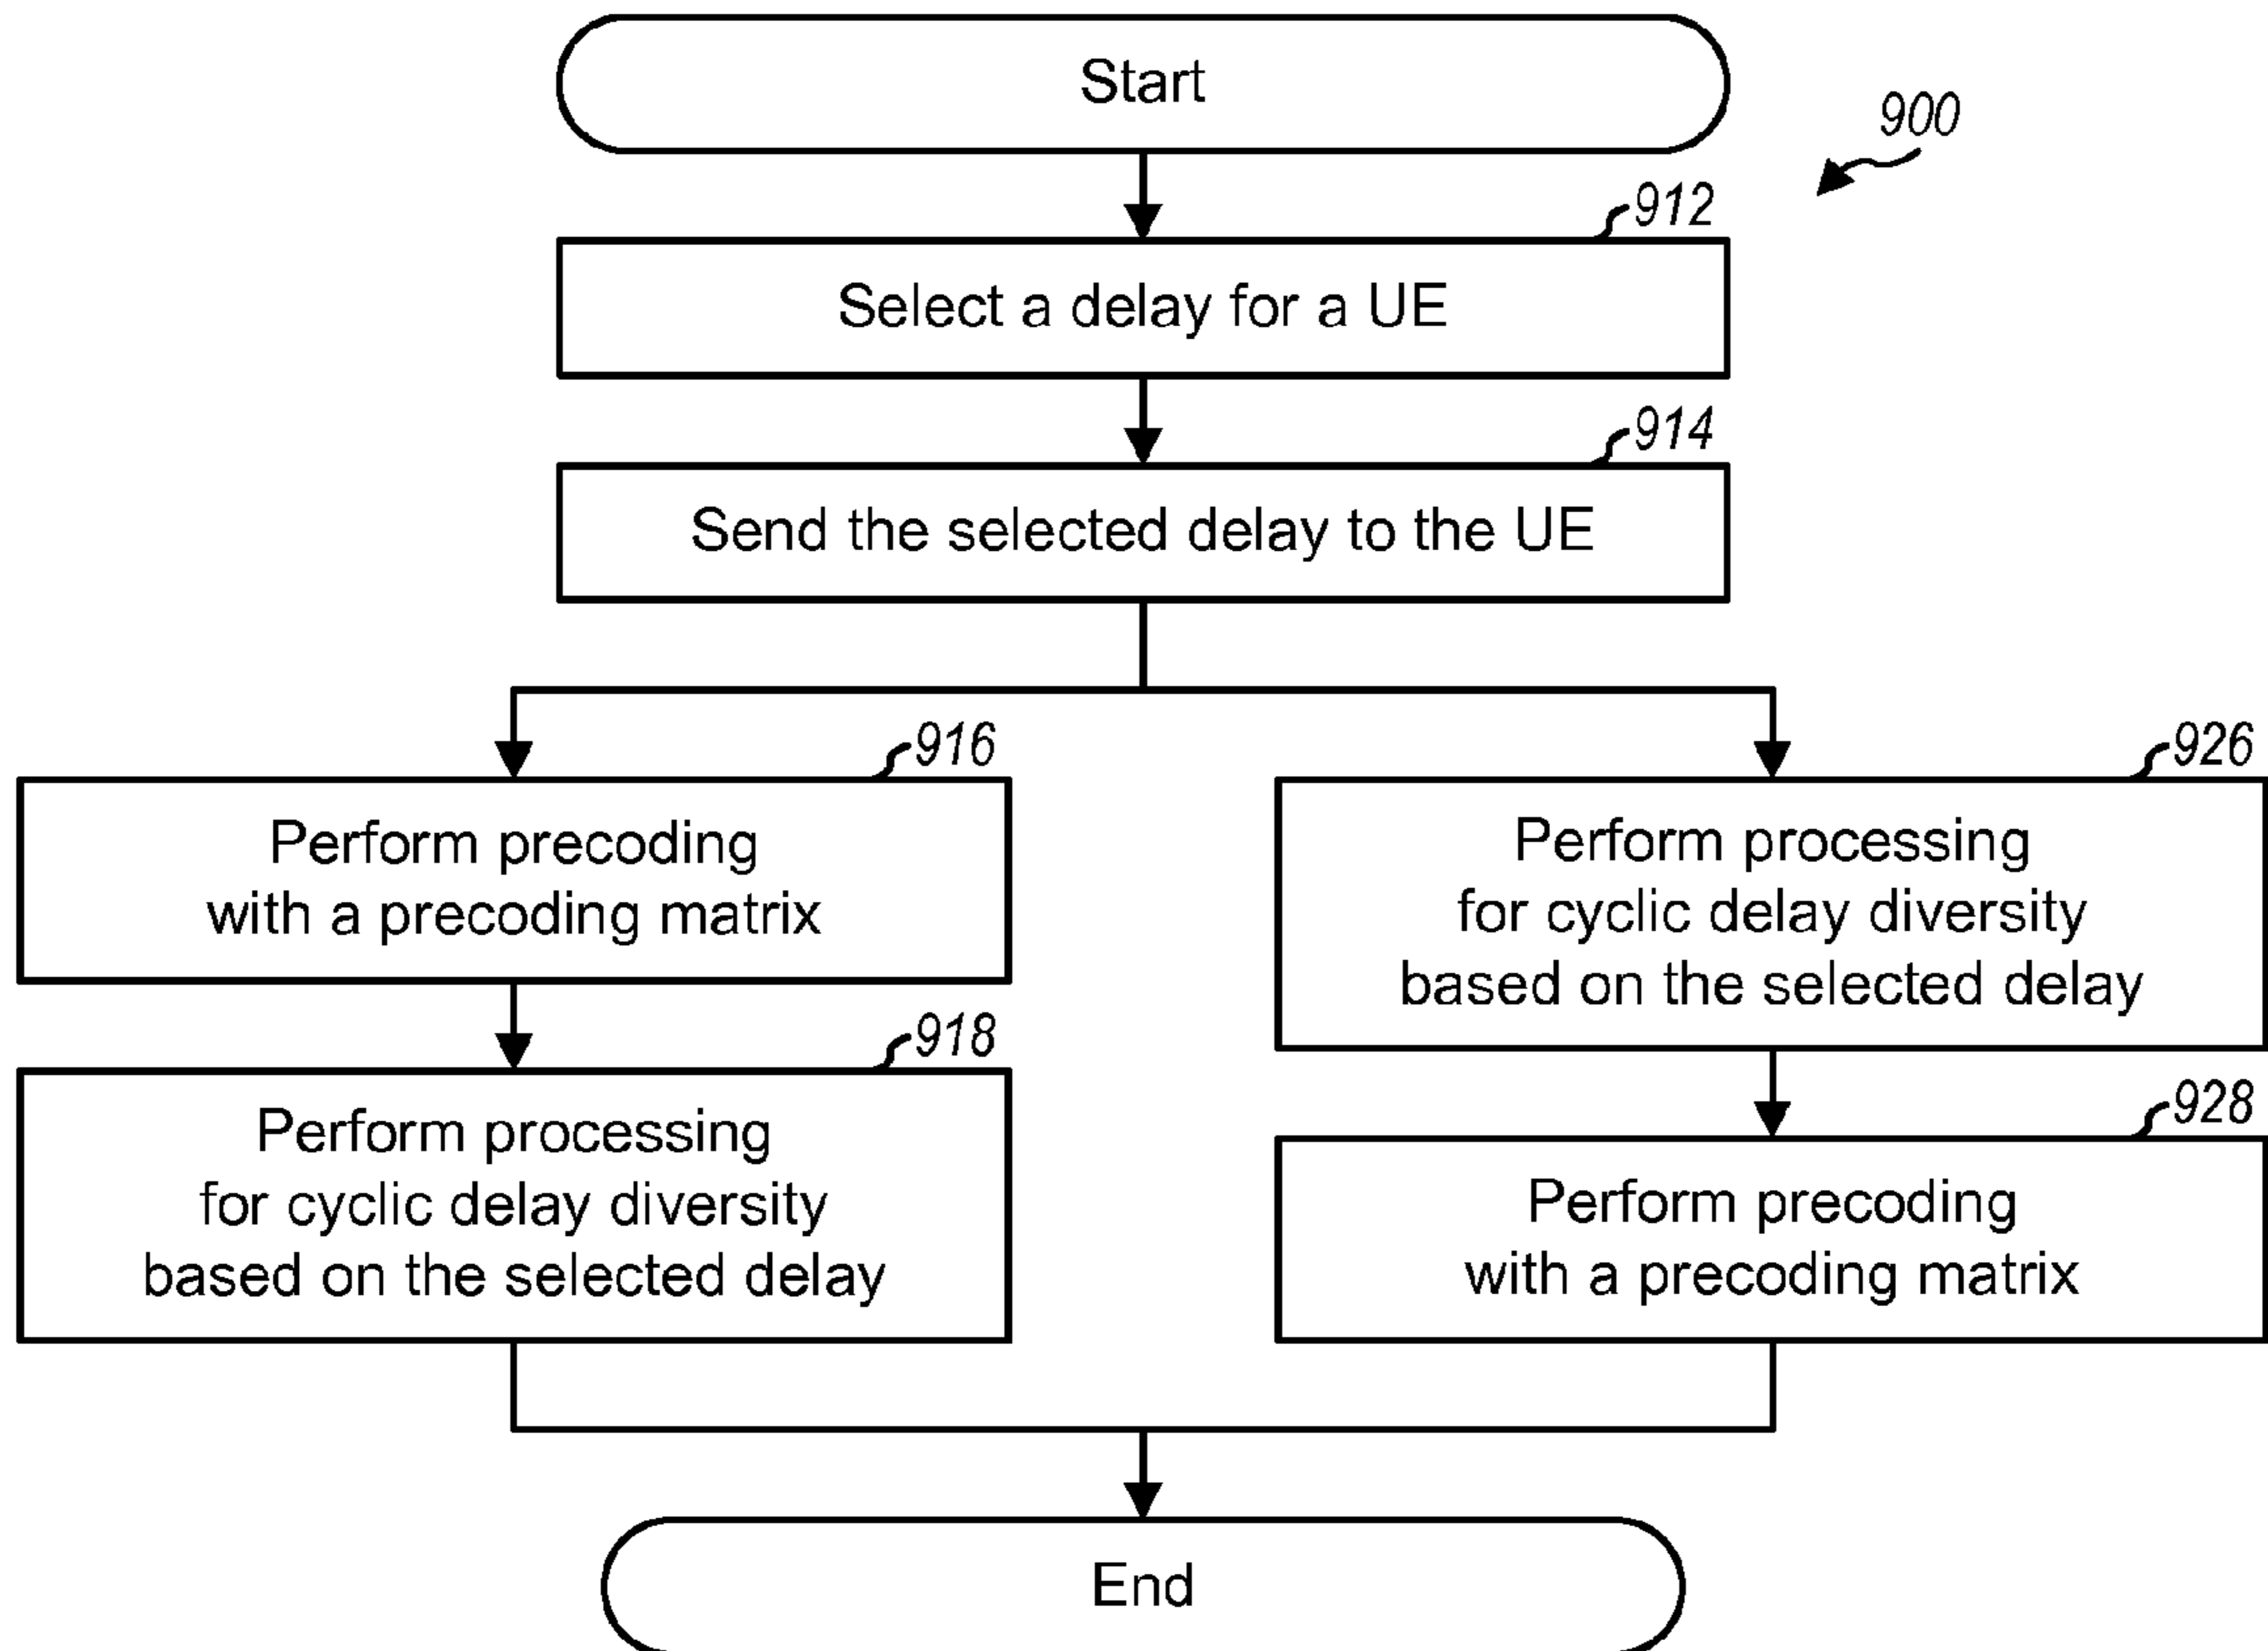 Start
900
912
Select a delay for a UE
914
Send the selected delay to the UE
916
Perform precoding
with a precoding matrix
918
Perform processing
for cyclic delay diversity
based on the selected delay
926
Perform processing
for cyclic delay diversity
based on the selected delay
928
Perform precoding
with a precoding matrix
End